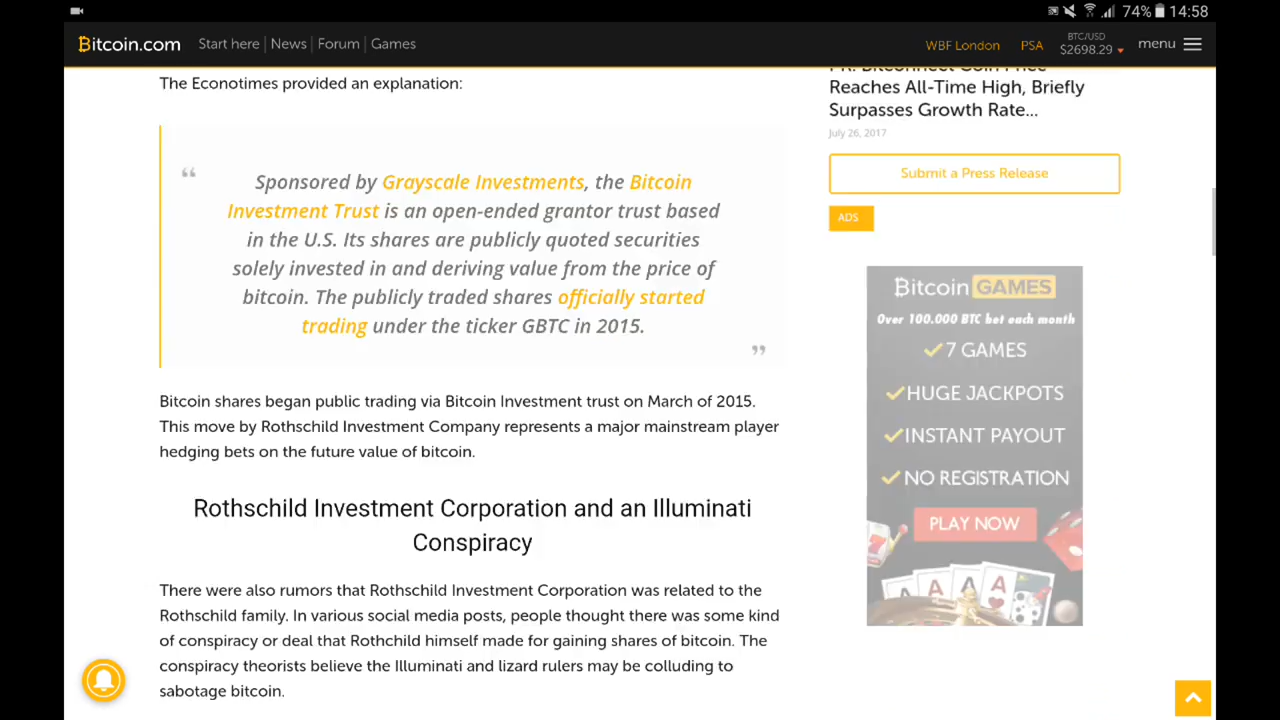 74% 14:58
Bitcoin.com Start here News Forum Games WBF London PSA BTC/USD $2698.29 menu
The Econotimes provided an explanation:
“
Sponsored by Grayscale Investments, the Bitcoin
Investment Trust is an open-ended grantor trust based
in the U.S. Its shares are publicly quoted securities
solely invested in and deriving value from the price of
bitcoin. The publicly traded shares officially started
trading under the ticker GBTC in 2015.
”
Bitcoin shares began public trading via Bitcoin Investment trust on March of 2015.
This move by Rothschild Investment Company represents a major mainstream player
hedging bets on the future value of bitcoin.
Rothschild Investment Corporation and an Illuminati
Conspiracy
There were also rumors that Rothschild Investment Corporation was related to the
Rothschild family. In various social media posts, people thought there was some kind
of conspiracy or deal that Rothchild himself made for gaining shares of bitcoin. The
conspiracy theorists believe the Illuminati and lizard rulers may be colluding to
sabotage bitcoin.
PR: Bitconnect Coin Price
Reaches All-Time High, Briefly
Surpasses Growth Rate...
July 26, 2017
Submit a Press Release
ADS
Bitcoin GAMES
Over 100.000 BTC bet each month
7 GAMES
HUGE JACKPOTS
INSTANT PAYOUT
NO REGISTRATION
PLAY NOW
A A A A